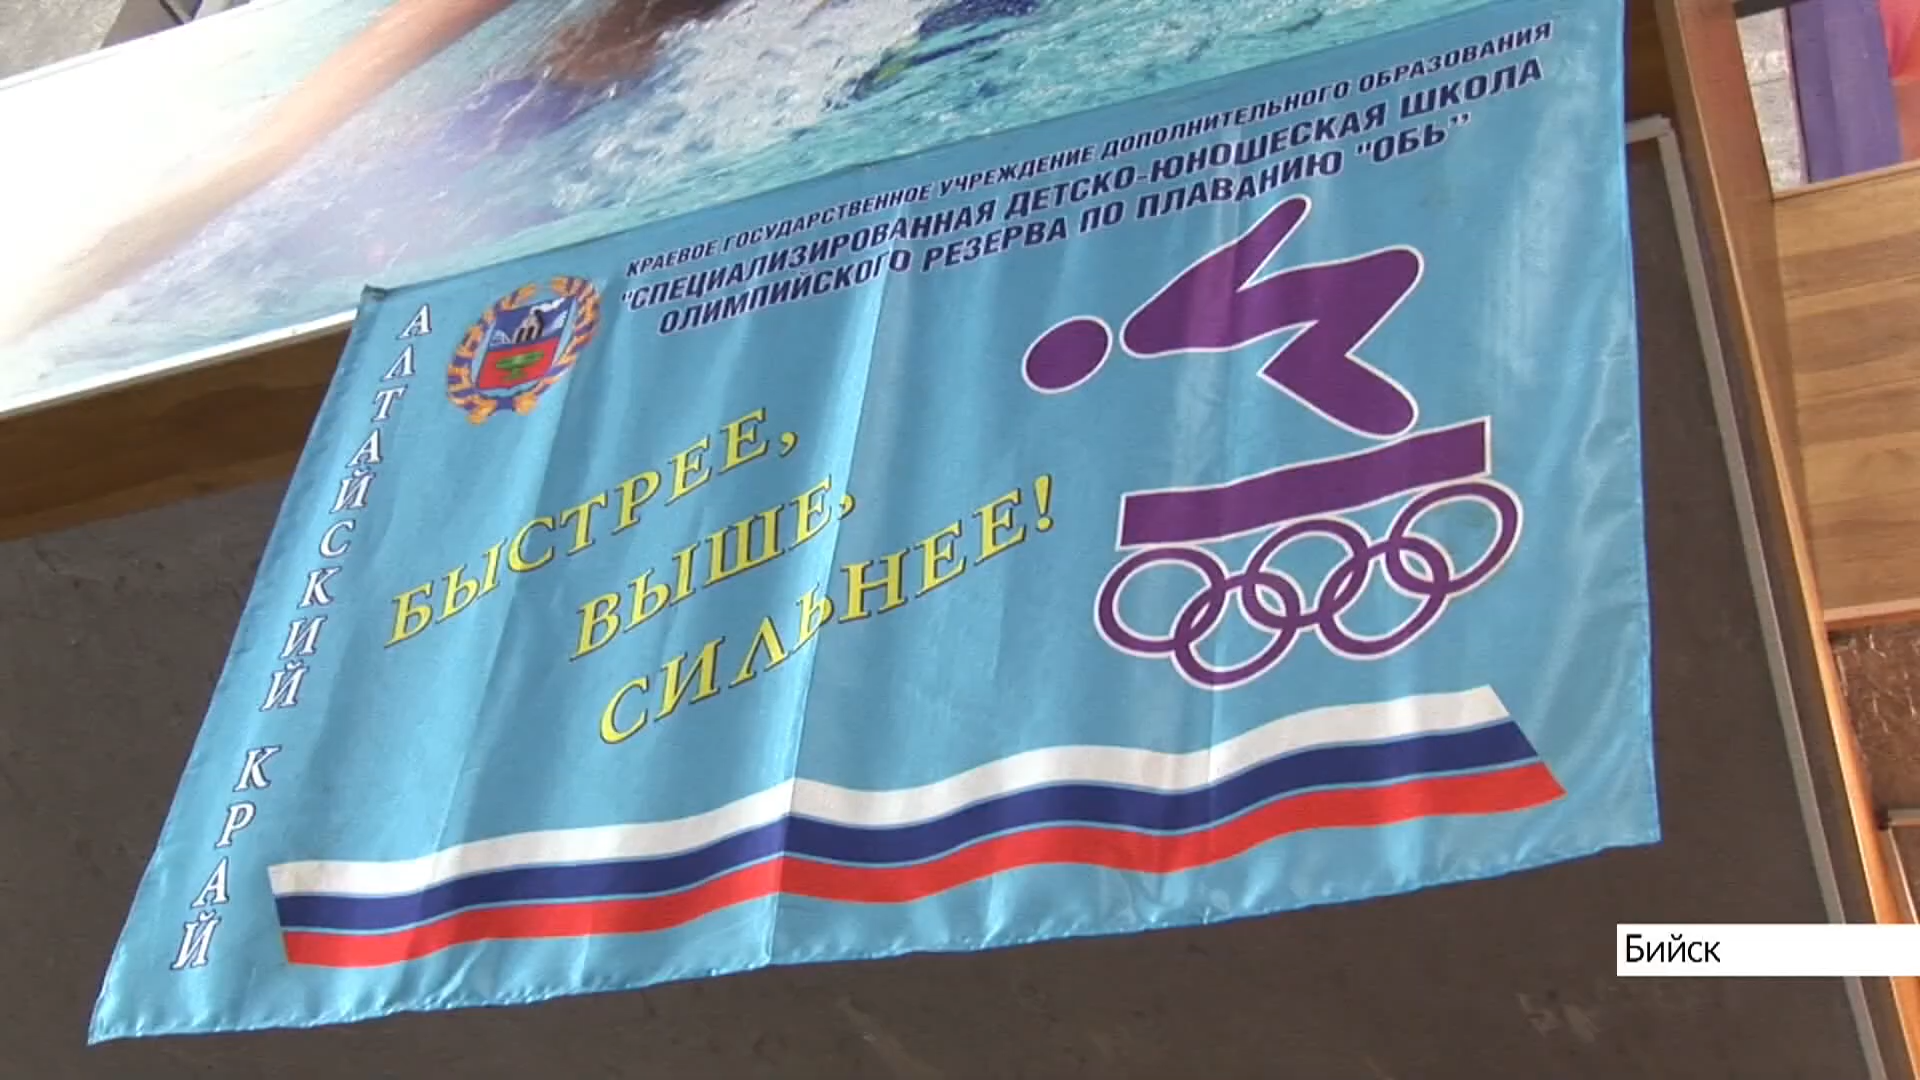 КРАЕВОЕ ГОСУДАРСТВЕННОЕ УЧРЕЖДЕНИЕ ДОПОЛНИТЕЛЬНОГО ОБРАЗОВАНИЯ
"СПЕЦИАЛИЗИРОВАННАЯ ДЕТСКО-ЮНОШЕСКАЯ ШКОЛА
ОЛИМПИЙСКОГО РЕЗЕРВА ПО ПЛАВАНИЮ "ОБЬ"
АЛТАЙСКИЙ КРАЙ
БЫСТРЕЕ,
ВЫШЕ,
СИЛЬНЕЕ!
Бийск